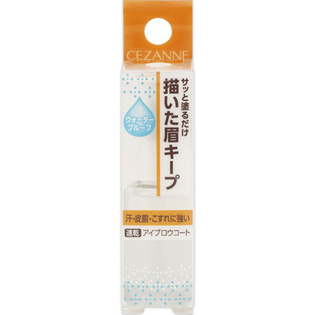 CEZANNE
サッと塗るだけ
描いた眉キープ
ウォーター
プルーフ
汗・皮脂・こすれに強い
速乾 アイブロウコート